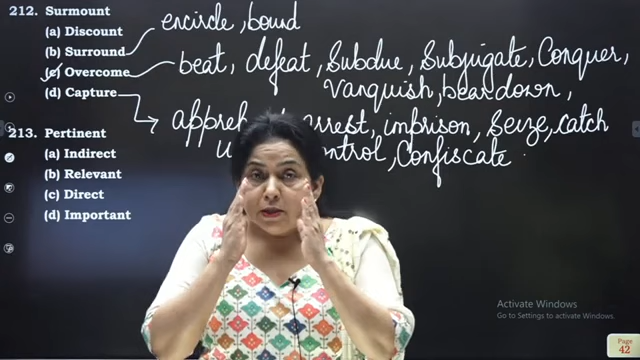 212. Surmount
(a) Discount
(b) Surround
(c) Overcome
(d) Capture
encircle, bound
beat, defeat, Subdue, Subjugate, Conquer,
Vanquish, bear down,
arrest, imprison, Seize, catch
Confiscate
213. Pertinent
(a) Indirect
(b) Relevant
(c) Direct
(d) Important
Activate Windows
Go to Settings to activate Windows.
Page
42